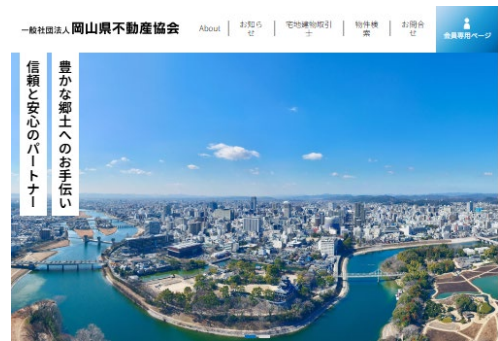 一般社団法人 岡山県不動産協会
About
お知ら
せ
宅地建物取引
士
物件検
索
お問合
せ
会員専用ページ
豊かな郷土へのお手伝い
信頼と安心のパートナー